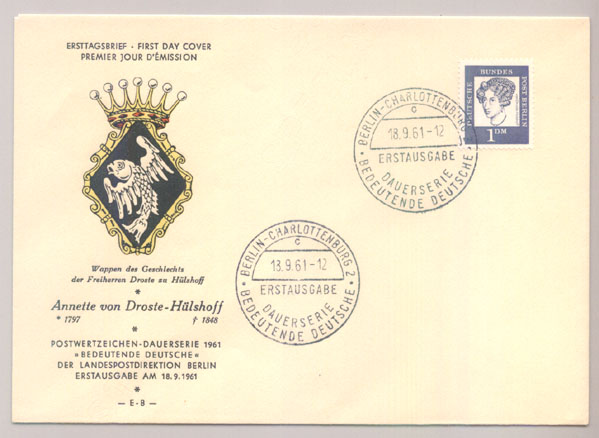 ERSTTAGSBRIEF · FIRST DAY COVER
PREMIER JOUR D'ÉMISSION
Wappen des Geschlechts
der Freiherren Droste zu Hülshoff
*
Annette von Droste-Hülshoff
* 1797 † 1848
*
POSTWERTZEICHEN-DAUERSERIE 1961
»BEDEUTENDE DEUTSCHE«
DER LANDESPOSTDIREKTION BERLIN
ERSTAUSGABE AM 18.9.1961
*
— E·B —
BERLIN-CHARLOTTENBURG 2
c
18.9.61-12
ERSTAUSGABE
DAUERSERIE
· BEDEUTENDE DEUTSCHE ·
BERLIN-CHARLOTTENBURG
c
18.9.61-12
ERSTAUSGABE
DAUERSERIE
· BEDEUTENDE DEUTSCHE ·
DEUTSCHE
BUNDES
POST BERLIN
1 DM